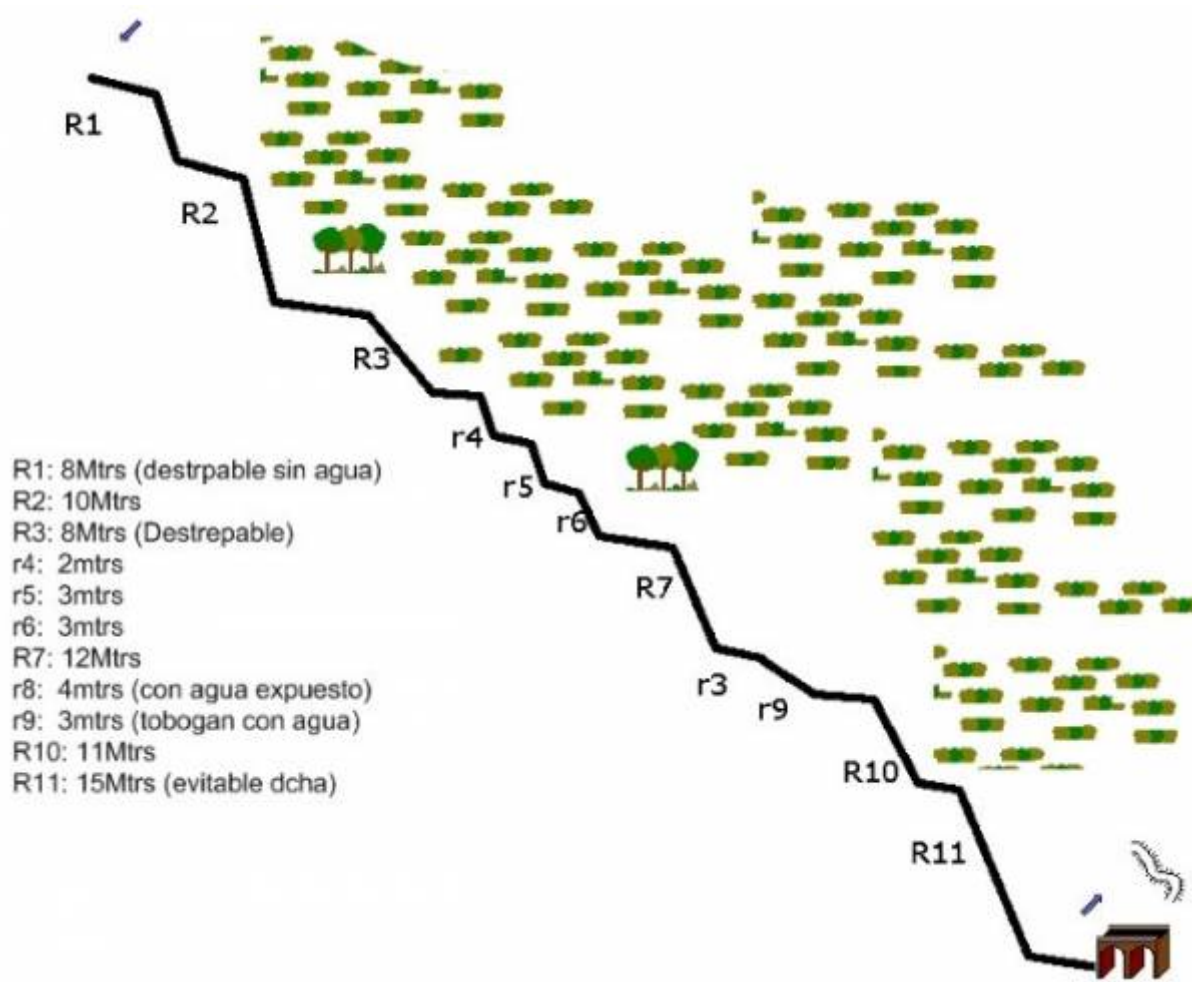 R1
R2
R3
r4
r5
r6
R7
r3
r9
R10
R11
R1: 8Mtrs (destrpable sin agua)
R2: 10Mtrs
R3: 8Mtrs (Destrepable)
r4: 2mtrs
r5: 3mtrs
r6: 3mtrs
R7: 12Mtrs
r8: 4mtrs (con agua expuesto)
r9: 3mtrs (tobogan con agua)
R10: 11Mtrs
R11: 15Mtrs (evitable dcha)